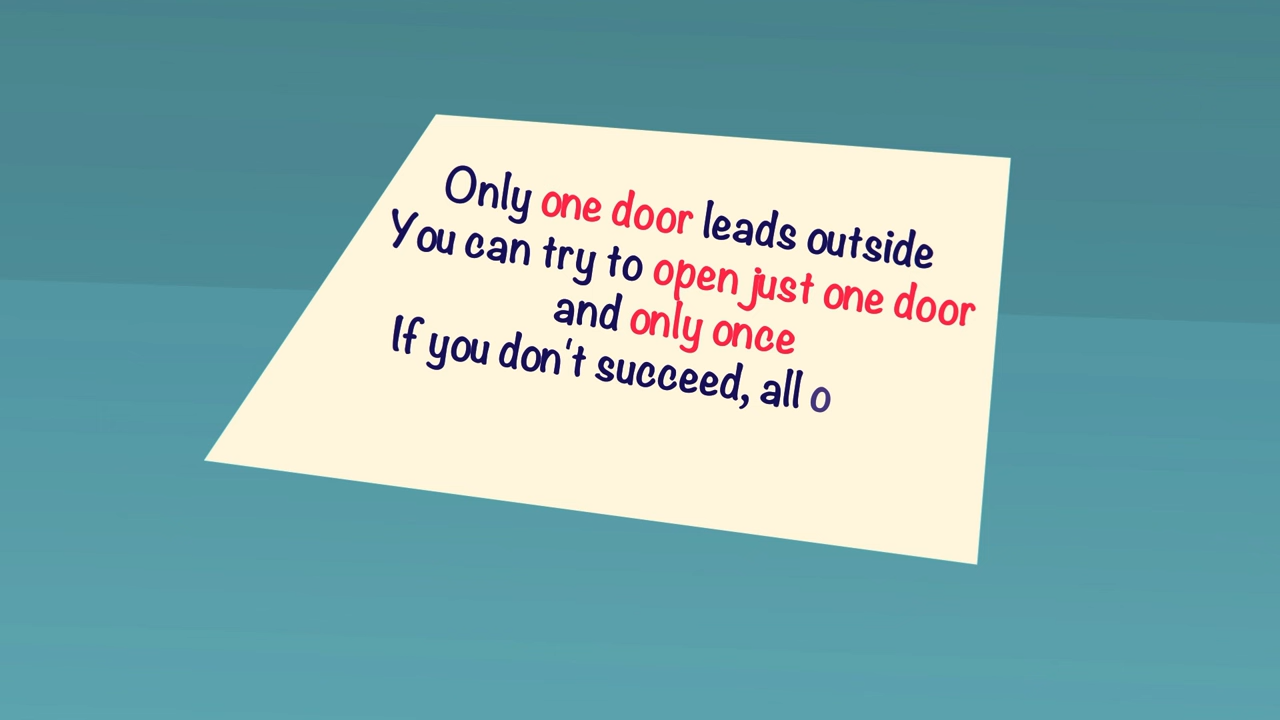 Only one door leads outside
You can try to open just one door
and only once
If you don't succeed, all o